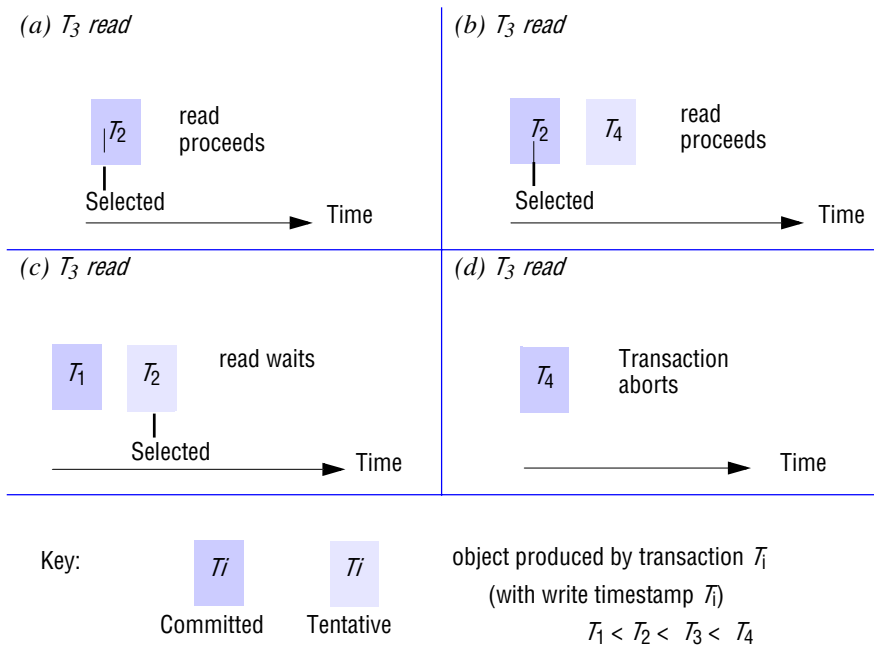 (a) T3 read
T2
read
proceeds
Selected
Time
(b) T3 read
T2
T4
read
proceeds
Selected
Time
(c) T3 read
T1
T2
read waits
Selected
Time
(d) T3 read
T4
Transaction
aborts
Time
Key:
Ti
Committed
Ti
Tentative
object produced by transaction Ti
(with write timestamp Ti)
T1 < T2 < T3 < T4